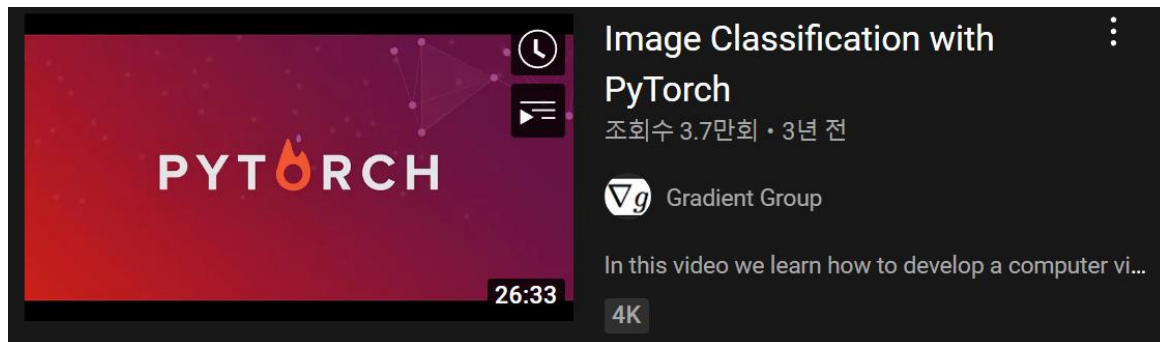 PYTORCH
26:33
Image Classification with
PyTorch
조회수 3.7만회 • 3년 전
∇g
Gradient Group
In this video we learn how to develop a computer vi...
4K